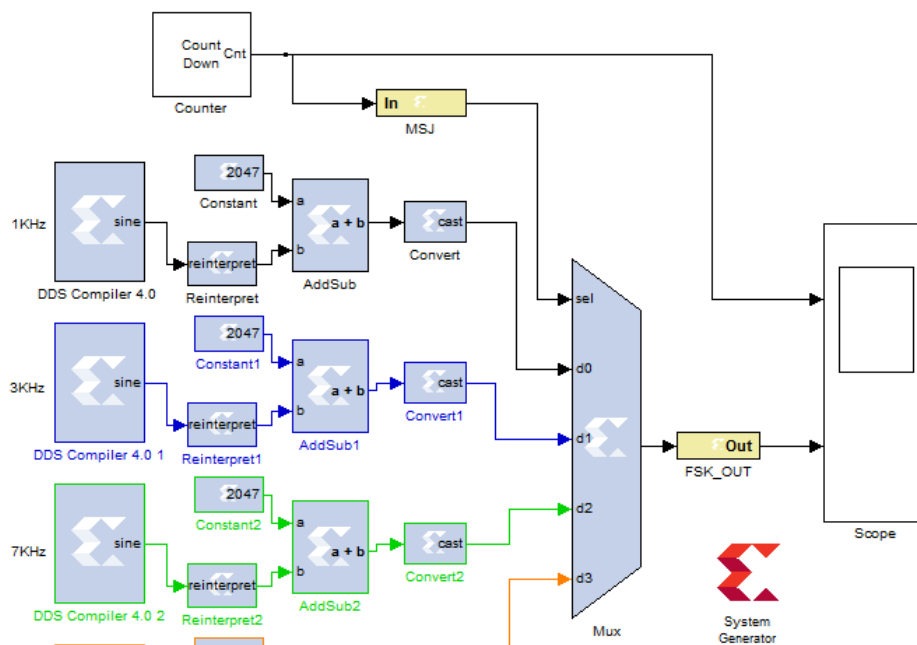 Count
Down
Cnt
Counter
In
MSJ
1KHz
sine
DDS Compiler 4.0
2047
Constant
reinterpret
Reinterpret
a
b
a + b
AddSub
cast
Convert
3KHz
sine
DDS Compiler 4.0 1
2047
Constant1
reinterpret
Reinterpret1
a
b
a + b
AddSub1
cast
Convert1
7KHz
sine
DDS Compiler 4.0 2
2047
Constant2
reinterpret
Reinterpret2
a
b
a + b
AddSub2
cast
Convert2
sel
d0
d1
d2
d3
Mux
Out
FSK_OUT
Scope
System
Generator